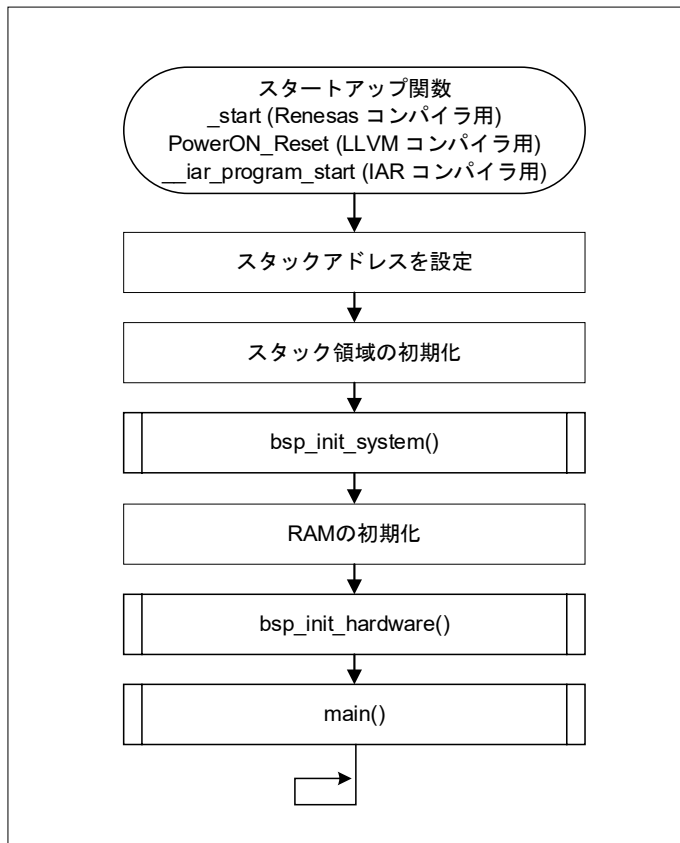 スタートアップ関数
_start (Renesas コンパイラ用)
PowerON_Reset (LLVM コンパイラ用)
__iar_program_start (IAR コンパイラ用)
スタックアドレスを設定
スタック領域の初期化
bsp_init_system()
RAMの初期化
bsp_init_hardware()
main()